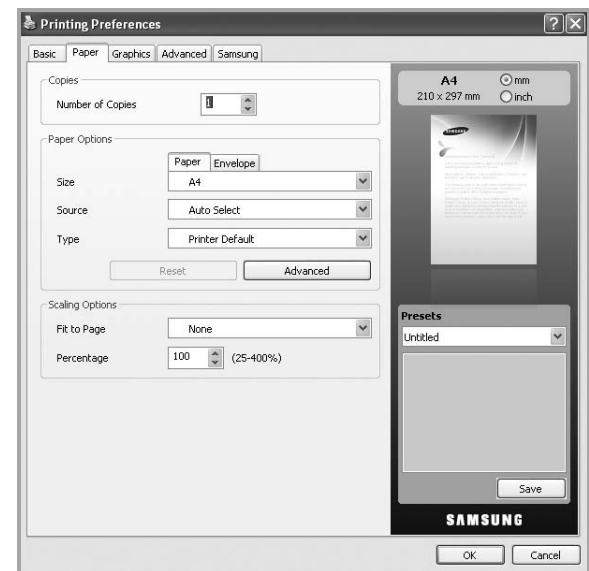 Printing Preferences
Basic Paper Graphics Advanced Samsung
Copies
Number of Copies 1
Paper Options
Paper Envelope
Size A4
Source Auto Select
Type Printer Default
Reset Advanced
Scaling Options
Fit to Page None
Percentage 100 (25-400%)
A4 mm
210 x 297 mm inch
SAMSUNG
Presets
Untitled
Save
SAMSUNG
OK Cancel